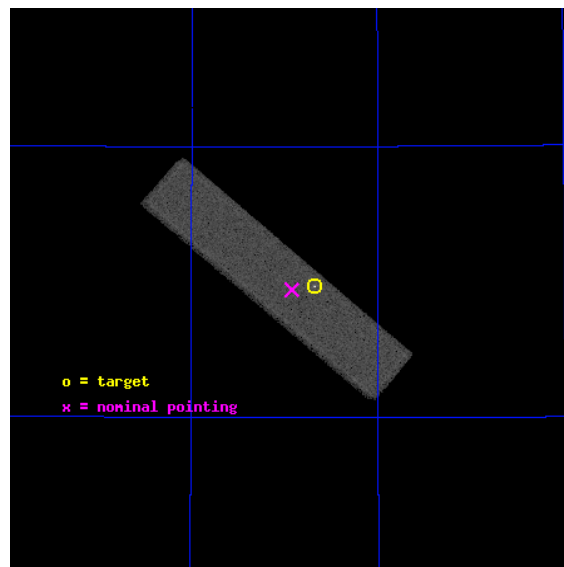 o = target
x = nominal pointing